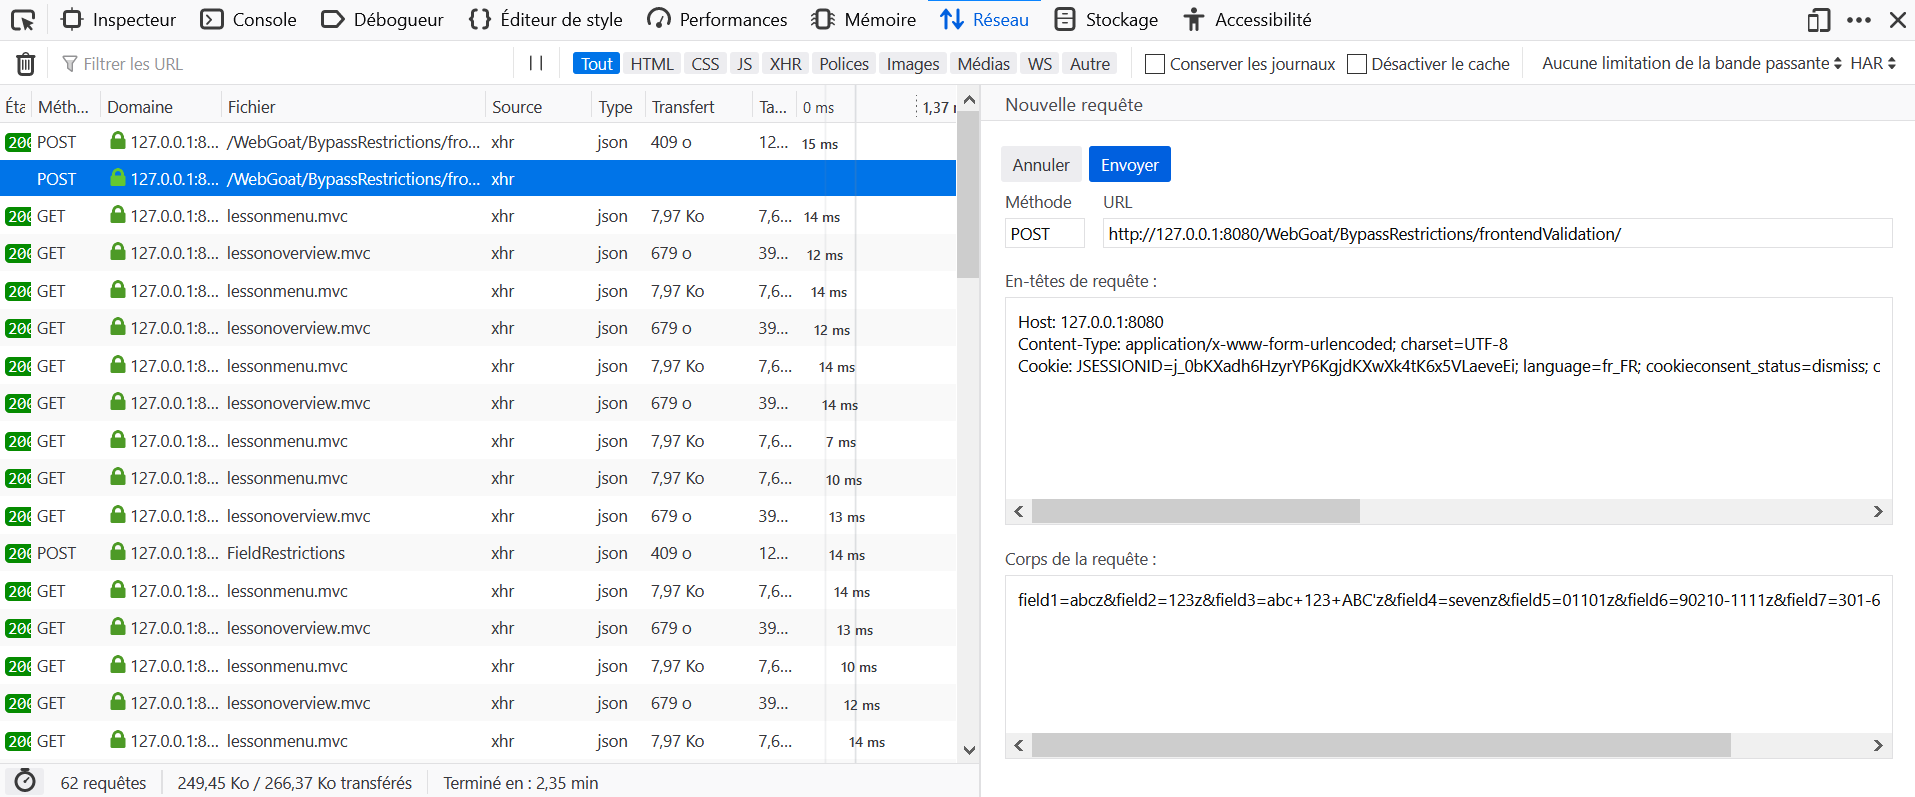 Inspecteur Console Débogueur Éditeur de style Performances Mémoire Réseau Stockage Accessibilité
Filtrer les URL Tout HTML CSS JS XHR Polices Images Médias WS Autre Conserver les journaux Désactiver le cache Aucune limitation de la bande passante HAR
Éta Méth... Domaine Fichier Source Type Transfert Ta... 0 ms 1,37 m
200 POST 127.0.0.1:8... /WebGoat/BypassRestrictions/fro... xhr json 409 o 12... 15 ms
POST 127.0.0.1:8... /WebGoat/BypassRestrictions/fro... xhr
200 GET 127.0.0.1:8... lessonmenu.mvc xhr json 7,97 Ko 7,6... 14 ms
200 GET 127.0.0.1:8... lessonoverview.mvc xhr json 679 o 39... 12 ms
200 GET 127.0.0.1:8... lessonmenu.mvc xhr json 7,97 Ko 7,6... 14 ms
200 GET 127.0.0.1:8... lessonoverview.mvc xhr json 679 o 39... 12 ms
200 GET 127.0.0.1:8... lessonmenu.mvc xhr json 7,97 Ko 7,6... 14 ms
200 GET 127.0.0.1:8... lessonoverview.mvc xhr json 679 o 39... 14 ms
200 GET 127.0.0.1:8... lessonmenu.mvc xhr json 7,97 Ko 7,6... 7 ms
200 GET 127.0.0.1:8... lessonmenu.mvc xhr json 7,97 Ko 7,6... 10 ms
200 GET 127.0.0.1:8... lessonoverview.mvc xhr json 679 o 39... 13 ms
200 POST 127.0.0.1:8... FieldRestrictions xhr json 409 o 12... 14 ms
200 GET 127.0.0.1:8... lessonmenu.mvc xhr json 7,97 Ko 7,6... 14 ms
200 GET 127.0.0.1:8... lessonoverview.mvc xhr json 679 o 39... 13 ms
200 GET 127.0.0.1:8... lessonmenu.mvc xhr json 7,97 Ko 7,6... 10 ms
200 GET 127.0.0.1:8... lessonoverview.mvc xhr json 679 o 39... 12 ms
200 GET 127.0.0.1:8... lessonmenu.mvc xhr json 7,97 Ko 7,6... 14 ms
62 requêtes 249,45 Ko / 266,37 Ko transférés Terminé en : 2,35 min
Nouvelle requête
Annuler Envoyer
Méthode URL
POST http://127.0.0.1:8080/WebGoat/BypassRestrictions/frontendValidation/
En-têtes de requête :
Host: 127.0.0.1:8080
Content-Type: application/x-www-form-urlencoded; charset=UTF-8
Cookie: JSESSIONID=j_0bKXadh6HzyrYP6KgjdKXwXk4tK6x5VLaeveEi; language=fr_FR; cookieconsent_status=dismiss; c
Corps de la requête :
field1=abcz&field2=123z&field3=abc+123+ABC'z&field4=sevenz&field5=01101z&field6=90210-1111z&field7=301-6